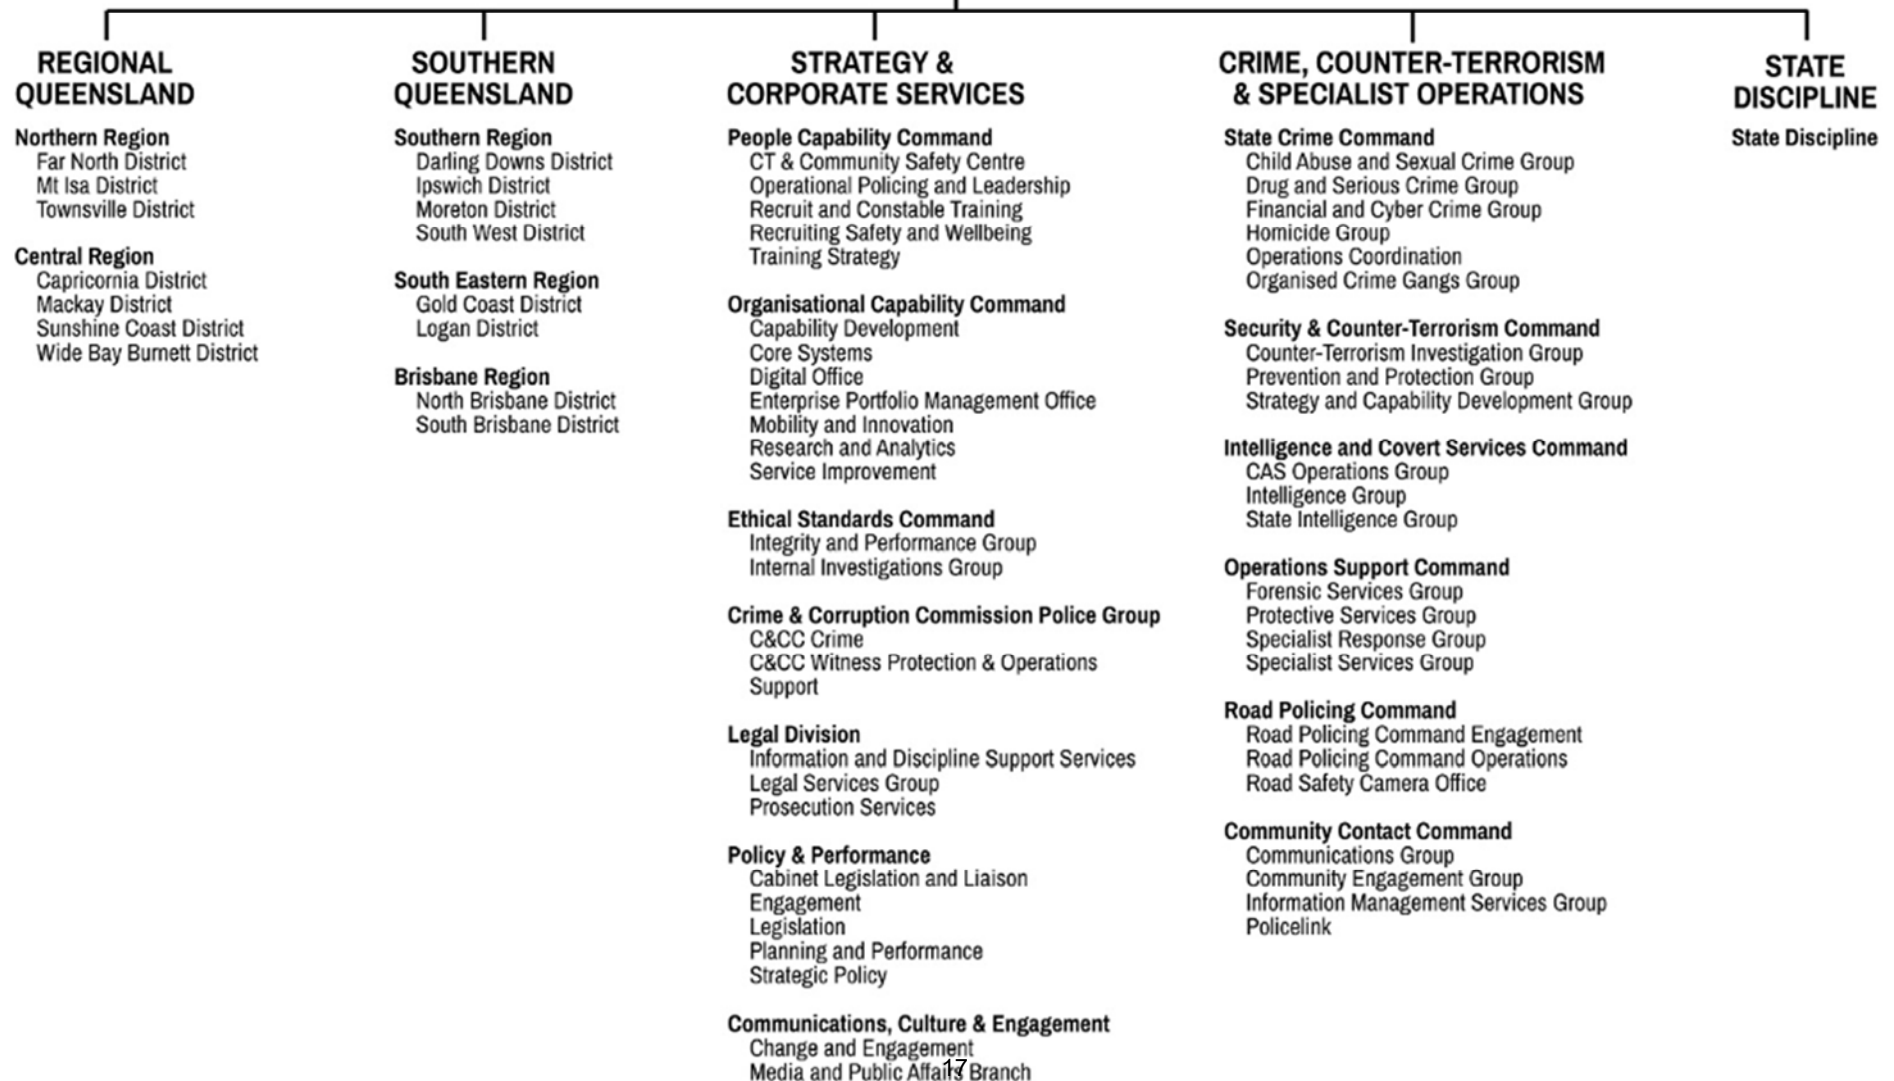 REGIONAL
QUEENSLAND
Northern Region
Far North District
Mt Isa District
Townsville District
Central Region
Capricornia District
Mackay District
Sunshine Coast District
Wide Bay Burnett District
SOUTHERN
QUEENSLAND
Southern Region
Darling Downs District
Ipswich District
Moreton District
South West District
South Eastern Region
Gold Coast District
Logan District
Brisbane Region
North Brisbane District
South Brisbane District
STRATEGY &
CORPORATE SERVICES
People Capability Command
CT & Community Safety Centre
Operational Policing and Leadership
Recruit and Constable Training
Recruiting Safety and Wellbeing
Training Strategy
Organisational Capability Command
Capability Development
Core Systems
Digital Office
Enterprise Portfolio Management Office
Mobility and Innovation
Research and Analytics
Service Improvement
Ethical Standards Command
Integrity and Performance Group
Internal Investigations Group
Crime & Corruption Commission Police Group
C&CC Crime
C&CC Witness Protection & Operations
Support
Legal Division
Information and Discipline Support Services
Legal Services Group
Prosecution Services
Policy & Performance
Cabinet Legislation and Liaison
Engagement
Legislation
Planning and Performance
Strategic Policy
Communications, Culture & Engagement
Change and Engagement
Media and Public Affairs Branch
17
CRIME, COUNTER-TERRORISM
& SPECIALIST OPERATIONS
State Crime Command
Child Abuse and Sexual Crime Group
Drug and Serious Crime Group
Financial and Cyber Crime Group
Homicide Group
Operations Coordination
Organised Crime Gangs Group
Security & Counter-Terrorism Command
Counter-Terrorism Investigation Group
Prevention and Protection Group
Strategy and Capability Development Group
Intelligence and Covert Services Command
CAS Operations Group
Intelligence Group
State Intelligence Group
Operations Support Command
Forensic Services Group
Protective Services Group
Specialist Response Group
Specialist Services Group
Road Policing Command
Road Policing Command Engagement
Road Policing Command Operations
Road Safety Camera Office
Community Contact Command
Communications Group
Community Engagement Group
Information Management Services Group
Policelink
STATE
DISCIPLINE
State Discipline